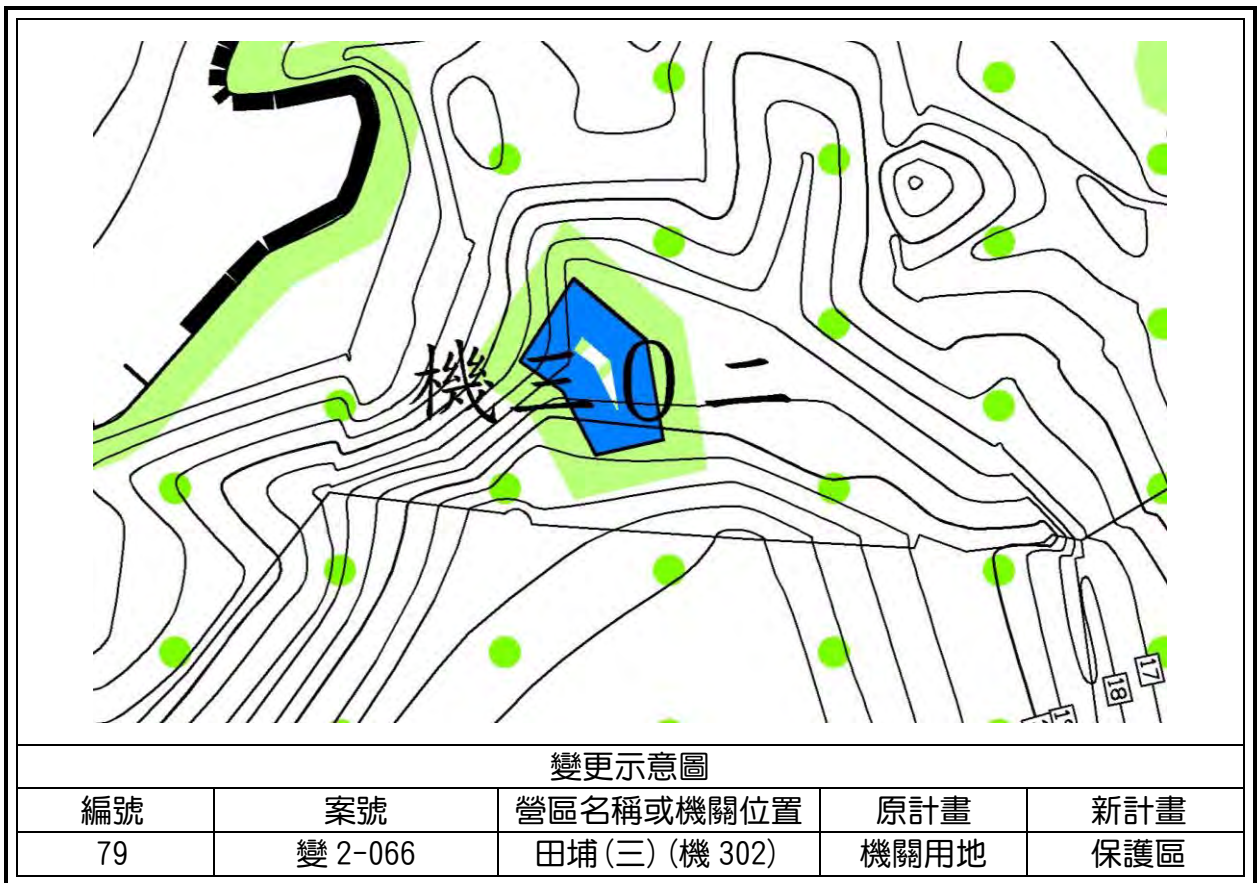 機三〇二
17
18
變更示意圖
編號 案號 營區名稱或機關位置 原計畫 新計畫
79 變 2-066 田埔(三)(機 302) 機關用地 保護區